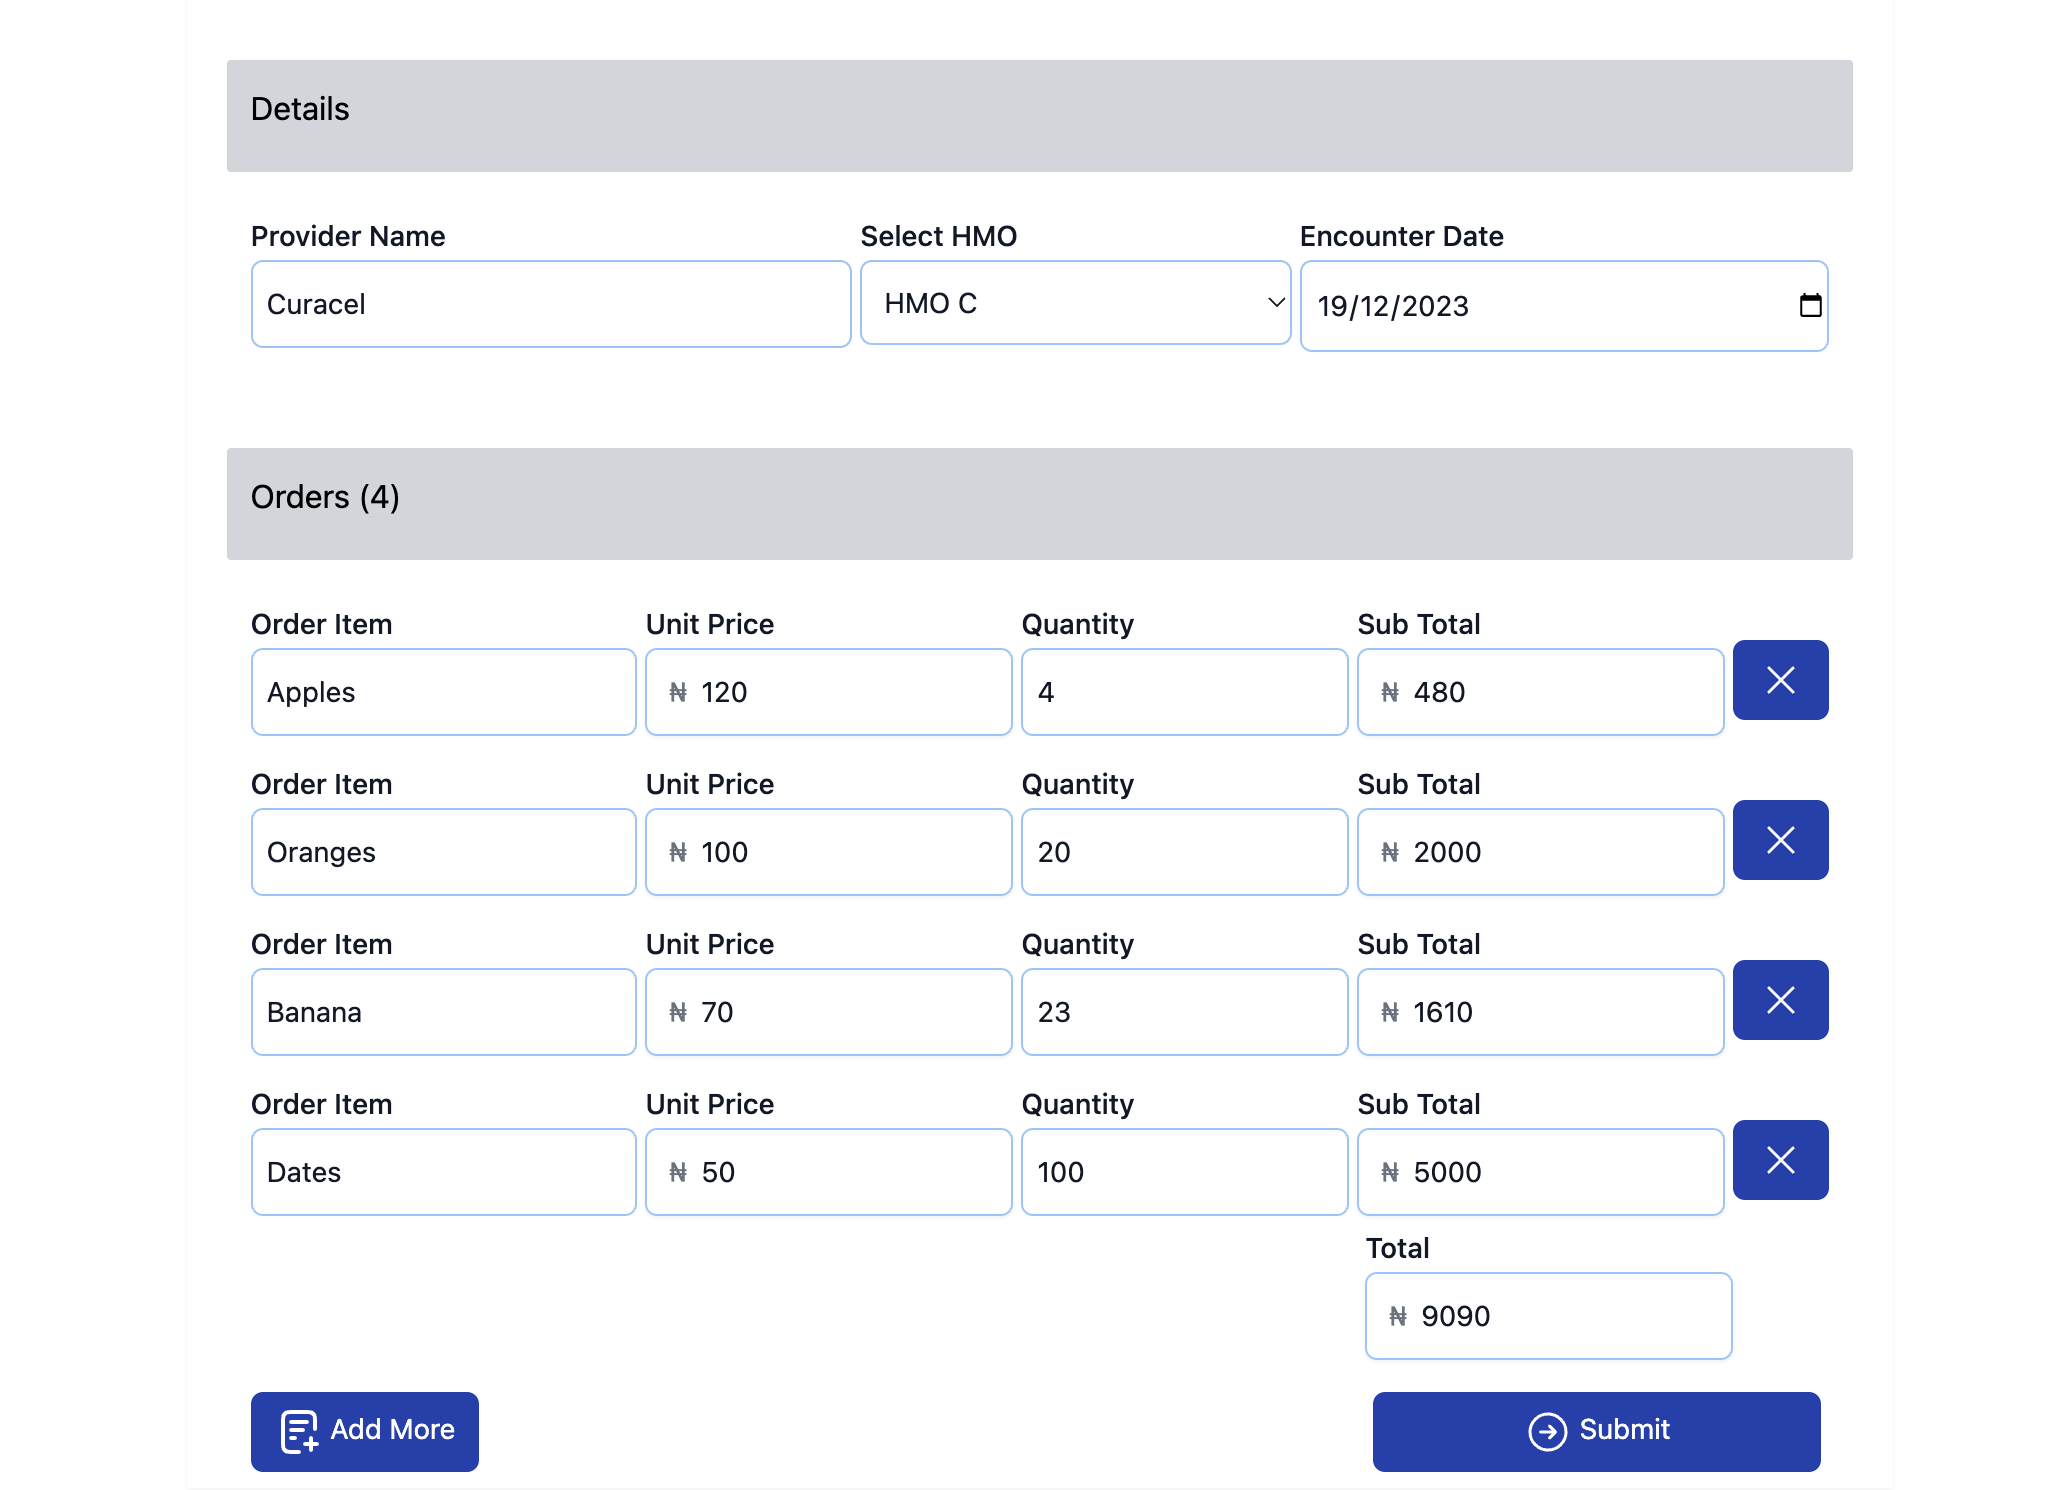 Details
Provider Name Select HMO Encounter Date
Curacel HMO C 19/12/2023
Orders (4)
Order Item Unit Price Quantity Sub Total
Apples ₦ 120 4 ₦ 480
Order Item Unit Price Quantity Sub Total
Oranges ₦ 100 20 ₦ 2000
Order Item Unit Price Quantity Sub Total
Banana ₦ 70 23 ₦ 1610
Order Item Unit Price Quantity Sub Total
Dates ₦ 50 100 ₦ 5000
Total
₦ 9090
Add More Submit